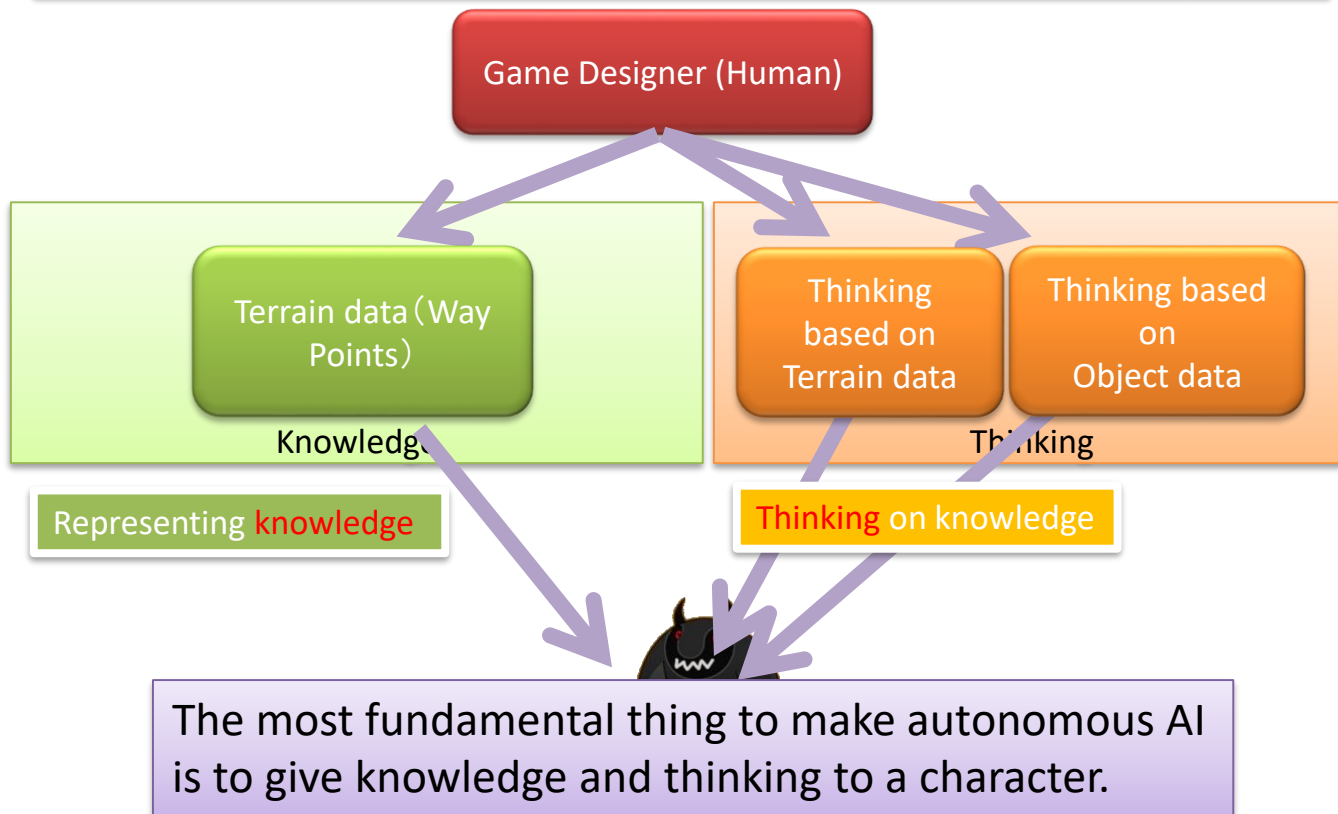 Game Designer (Human)
Terrain data（Way
Points）
Knowledge
Thinking
based on
Terrain data
Thinking based
on
Object data
Thinking
Representing knowledge
Thinking on knowledge
The most fundamental thing to make autonomous AI
is to give knowledge and thinking to a character.